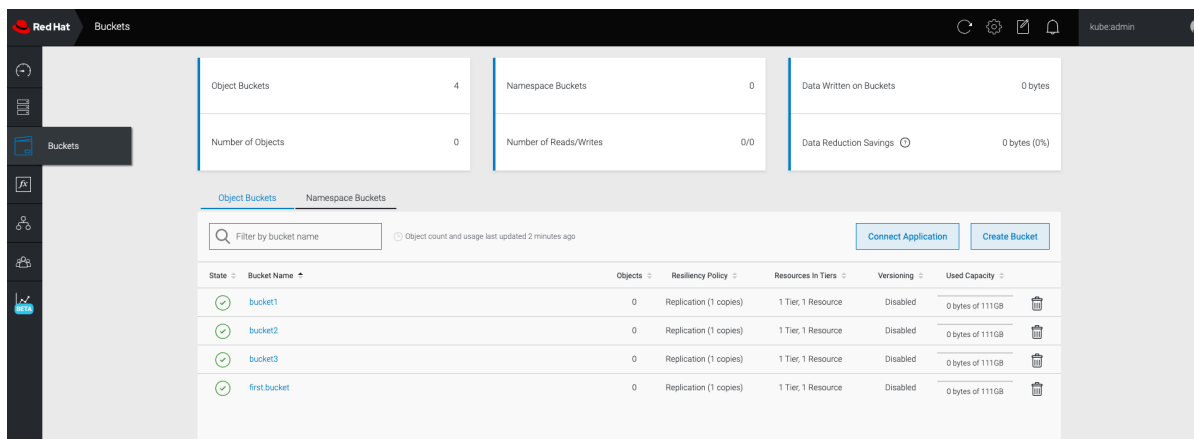 Red Hat Buckets kube:admin
Buckets
BETA
Object Buckets 4
Number of Objects 0
Namespace Buckets 0
Number of Reads/Writes 0/0
Data Written on Buckets 0 bytes
Data Reduction Savings ? 0 bytes (0%)
Object Buckets Namespace Buckets
Filter by bucket name Object count and usage last updated 2 minutes ago Connect Application Create Bucket
State Bucket Name Objects Resiliency Policy Resources In Tiers Versioning Used Capacity
bucket1 0 Replication (1 copies) 1 Tier, 1 Resource Disabled 0 bytes of 111GB
bucket2 0 Replication (1 copies) 1 Tier, 1 Resource Disabled 0 bytes of 111GB
bucket3 0 Replication (1 copies) 1 Tier, 1 Resource Disabled 0 bytes of 111GB
first.bucket 0 Replication (1 copies) 1 Tier, 1 Resource Disabled 0 bytes of 111GB